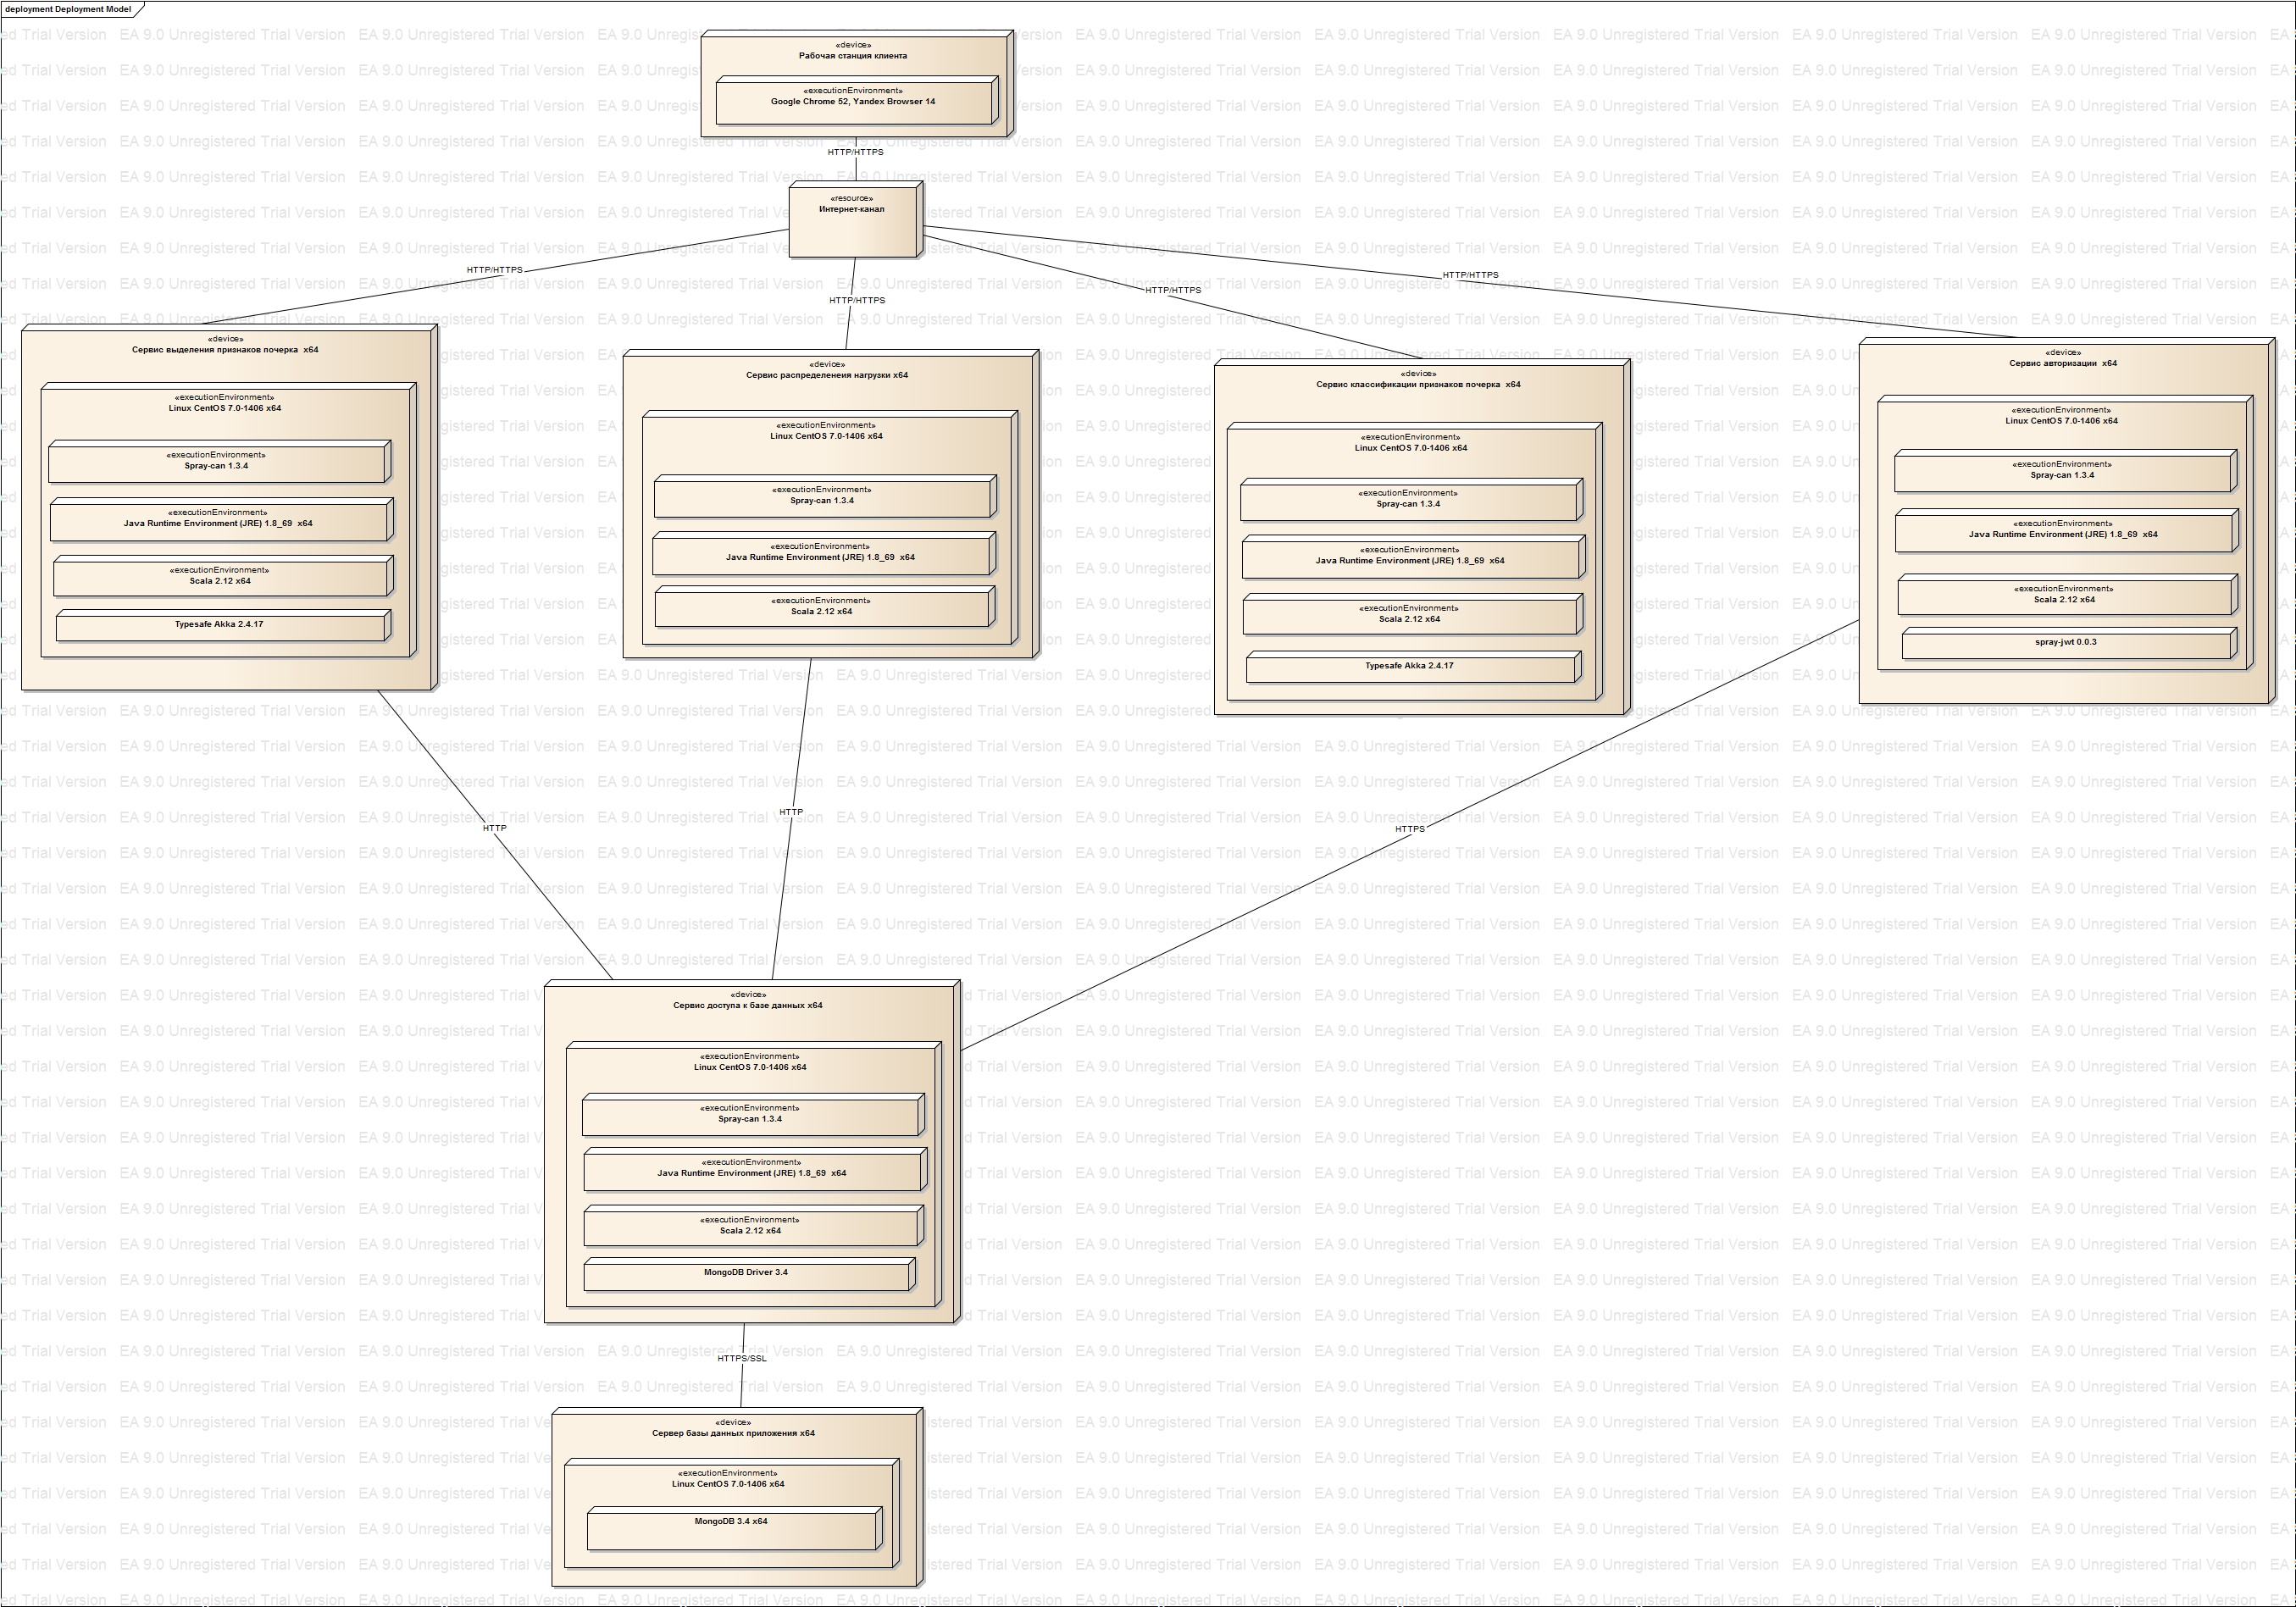 deployment Deployment Model
«device»
Рабочая станция клиента
«executionEnvironment»
Google Chrome 52, Yandex Browser 14
HTTP/HTTPS
«resource»
Интернет-канал
HTTP/HTTPS
HTTP/HTTPS
HTTP/HTTPS
HTTP/HTTPS
«device»
Сервис выделения признаков почерка x64
«executionEnvironment»
Linux CentOS 7.0-1406 x64
«executionEnvironment»
Spray-can 1.3.4
«executionEnvironment»
Java Runtime Environment (JRE) 1.8_69 x64
«executionEnvironment»
Scala 2.12 x64
Typesafe Akka 2.4.17
«device»
Сервис распределенеия нагрузки x64
«executionEnvironment»
Linux CentOS 7.0-1406 x64
«executionEnvironment»
Spray-can 1.3.4
«executionEnvironment»
Java Runtime Environment (JRE) 1.8_69 x64
«executionEnvironment»
Scala 2.12 x64
«device»
Сервис классификации признаков почерка x64
«executionEnvironment»
Linux CentOS 7.0-1406 x64
«executionEnvironment»
Spray-can 1.3.4
«executionEnvironment»
Java Runtime Environment (JRE) 1.8_69 x64
«executionEnvironment»
Scala 2.12 x64
Typesafe Akka 2.4.17
«device»
Сервис авторизации x64
«executionEnvironment»
Linux CentOS 7.0-1406 x64
«executionEnvironment»
Spray-can 1.3.4
«executionEnvironment»
Java Runtime Environment (JRE) 1.8_69 x64
«executionEnvironment»
Scala 2.12 x64
spray-jwt 0.0.3
HTTP
HTTP
HTTPS
«device»
Сервис доступа к базе данных x64
«executionEnvironment»
Linux CentOS 7.0-1406 x64
«executionEnvironment»
Spray-can 1.3.4
«executionEnvironment»
Java Runtime Environment (JRE) 1.8_69 x64
«executionEnvironment»
Scala 2.12 x64
MongoDB Driver 3.4
HTTPS/SSL
«device»
Сервер базы данных приложения x64
«executionEnvironment»
Linux CentOS 7.0-1406 x64
MongoDB 3.4 x64
EA 9.0 Unregistered Trial Version